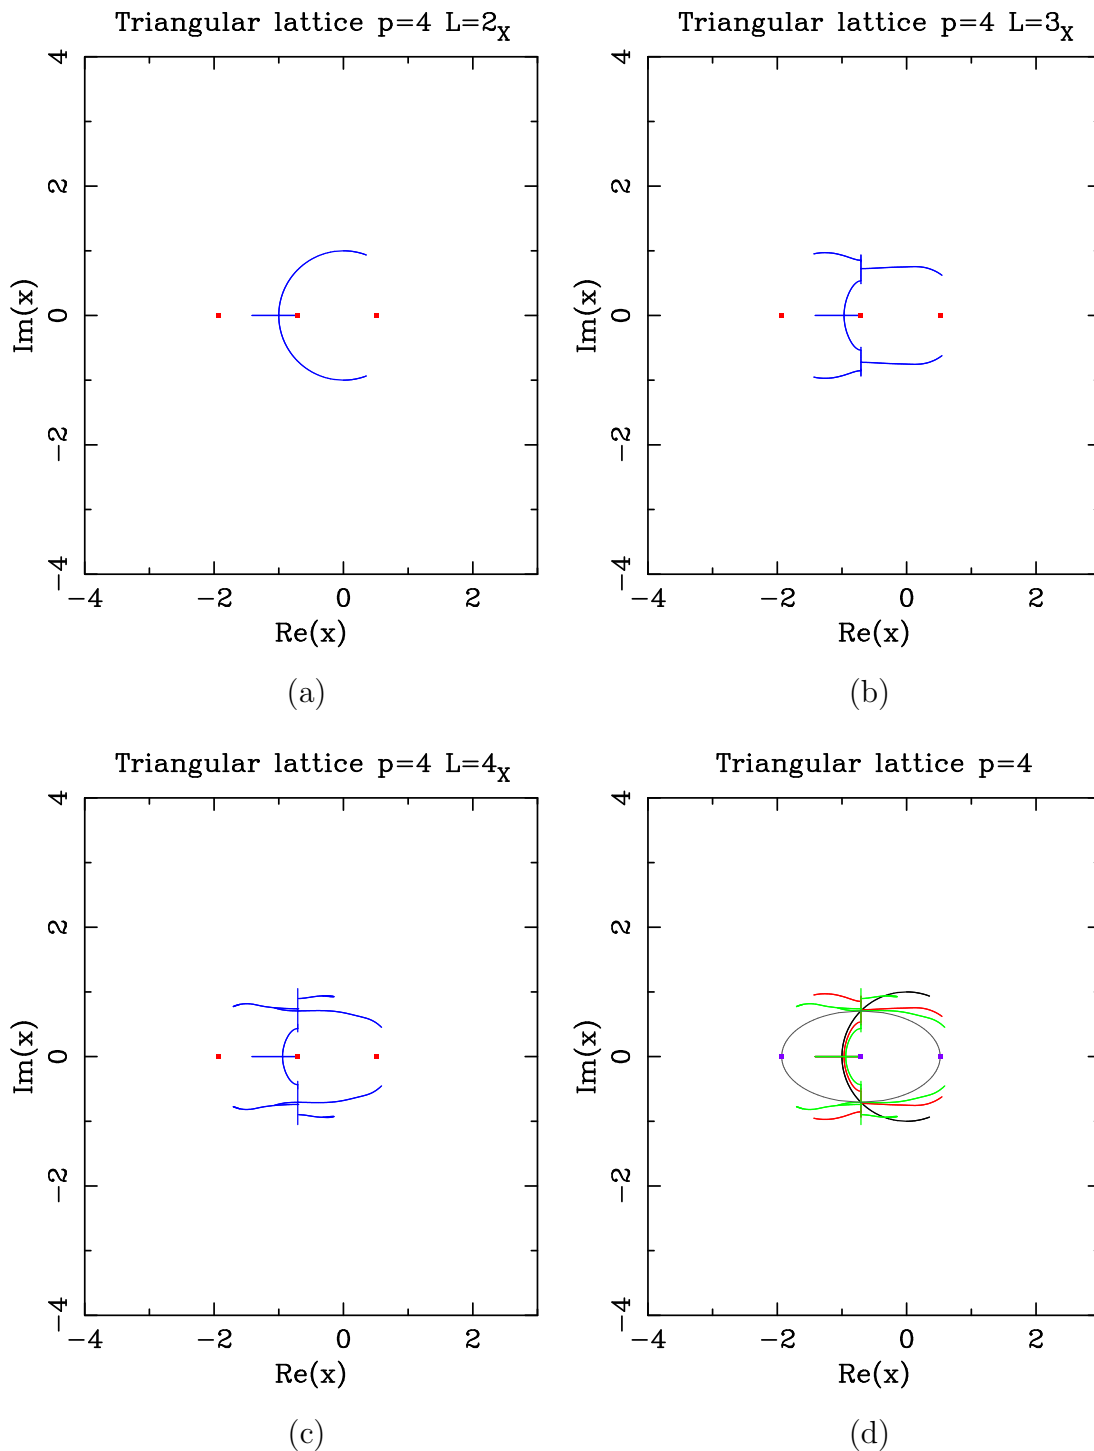 Triangular lattice p=4 L=2X
4
2
0
−2
−4
Im(x)
−4 −2 0 2
Re(x)
(a)
Triangular lattice p=4 L=3X
4
2
0
−2
−4
Im(x)
−4 −2 0 2
Re(x)
(b)
Triangular lattice p=4 L=4X
4
2
0
−2
−4
Im(x)
−4 −2 0 2
Re(x)
(c)
Triangular lattice p=4
4
2
0
−2
−4
Im(x)
−4 −2 0 2
Re(x)
(d)